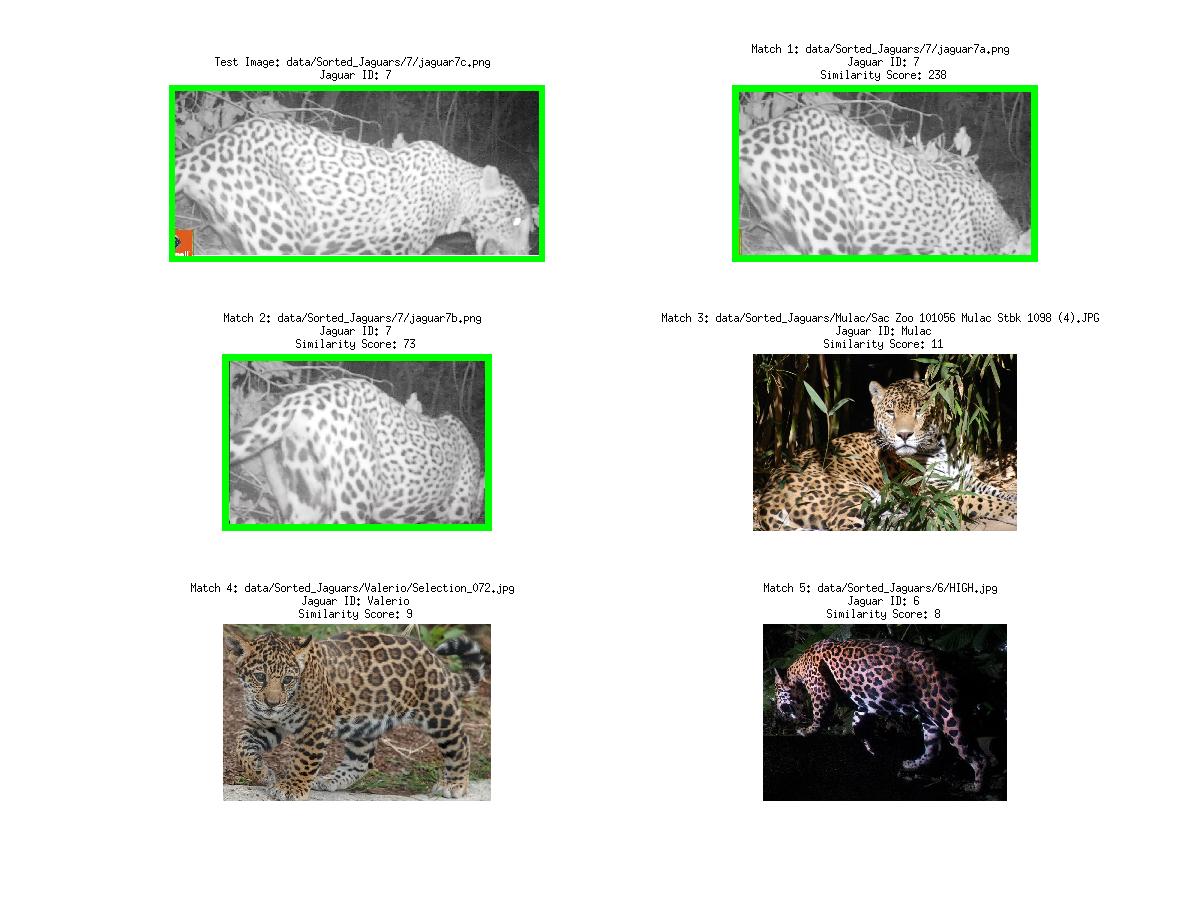 Test Image: data/Sorted_Jaguars/7/jaguar7c.png
Jaguar ID: 7
Match 1: data/Sorted_Jaguars/7/jaguar7a.png
Jaguar ID: 7
Similarity Score: 238
Match 2: data/Sorted_Jaguars/7/jaguar7b.png
Jaguar ID: 7
Similarity Score: 73
Match 3: data/Sorted_Jaguars/Mulac/Sac Zoo 101056 Mulac Stbk 1098 (4).JPG
Jaguar ID: Mulac
Similarity Score: 11
Match 4: data/Sorted_Jaguars/Valerio/Selection_072.jpg
Jaguar ID: Valerio
Similarity Score: 9
Match 5: data/Sorted_Jaguars/6/HIGH.jpg
Jaguar ID: 6
Similarity Score: 8